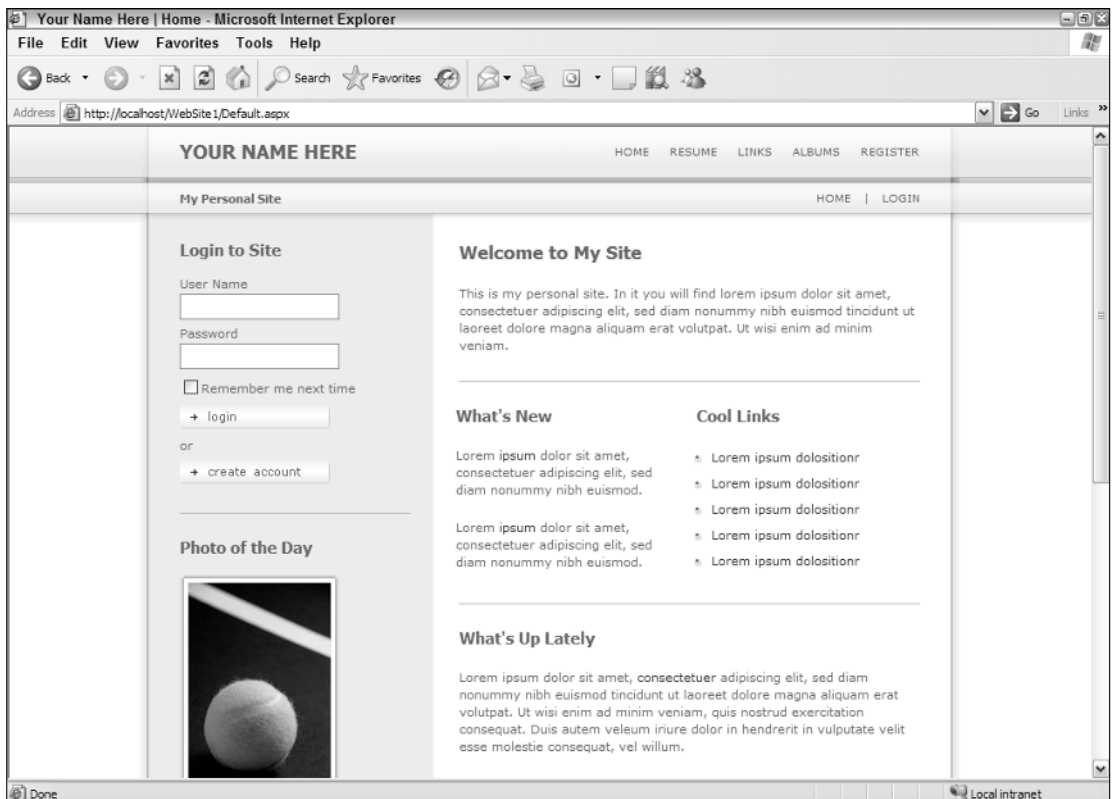 Your Name Here | Home - Microsoft Internet Explorer
File Edit View Favorites Tools Help
Back Search Favorites
Address http://localhost/WebSite1/Default.aspx Go Links »
YOUR NAME HERE
HOME RESUME LINKS ALBUMS REGISTER
My Personal Site
HOME | LOGIN
Login to Site
User Name
Password
Remember me next time
login
or
create account
Photo of the Day
Welcome to My Site
This is my personal site. In it you will find lorem ipsum dolor sit amet,
consectetuer adipiscing elit, sed diam nonummy nibh euismod tincidunt ut
laoreet dolore magna aliquam erat volutpat. Ut wisi enim ad minim
veniam.
What's New
Lorem ipsum dolor sit amet,
consectetuer adipiscing elit, sed
diam nonummy nibh euismod.
Lorem ipsum dolor sit amet,
consectetuer adipiscing elit, sed
diam nonummy nibh euismod.
Cool Links
Lorem ipsum dolositionr
Lorem ipsum dolositionr
Lorem ipsum dolositionr
Lorem ipsum dolositionr
Lorem ipsum dolositionr
What's Up Lately
Lorem ipsum dolor sit amet, consectetuer adipiscing elit, sed diam
nonummy nibh euismod tincidunt ut laoreet dolore magna aliquam erat
volutpat. Ut wisi enim ad minim veniam, quis nostrud exercitation
consequat. Duis autem veleum iriure dolor in hendrerit in vulputate velit
esse molestie consequat, vel willum.
Done
Local intranet